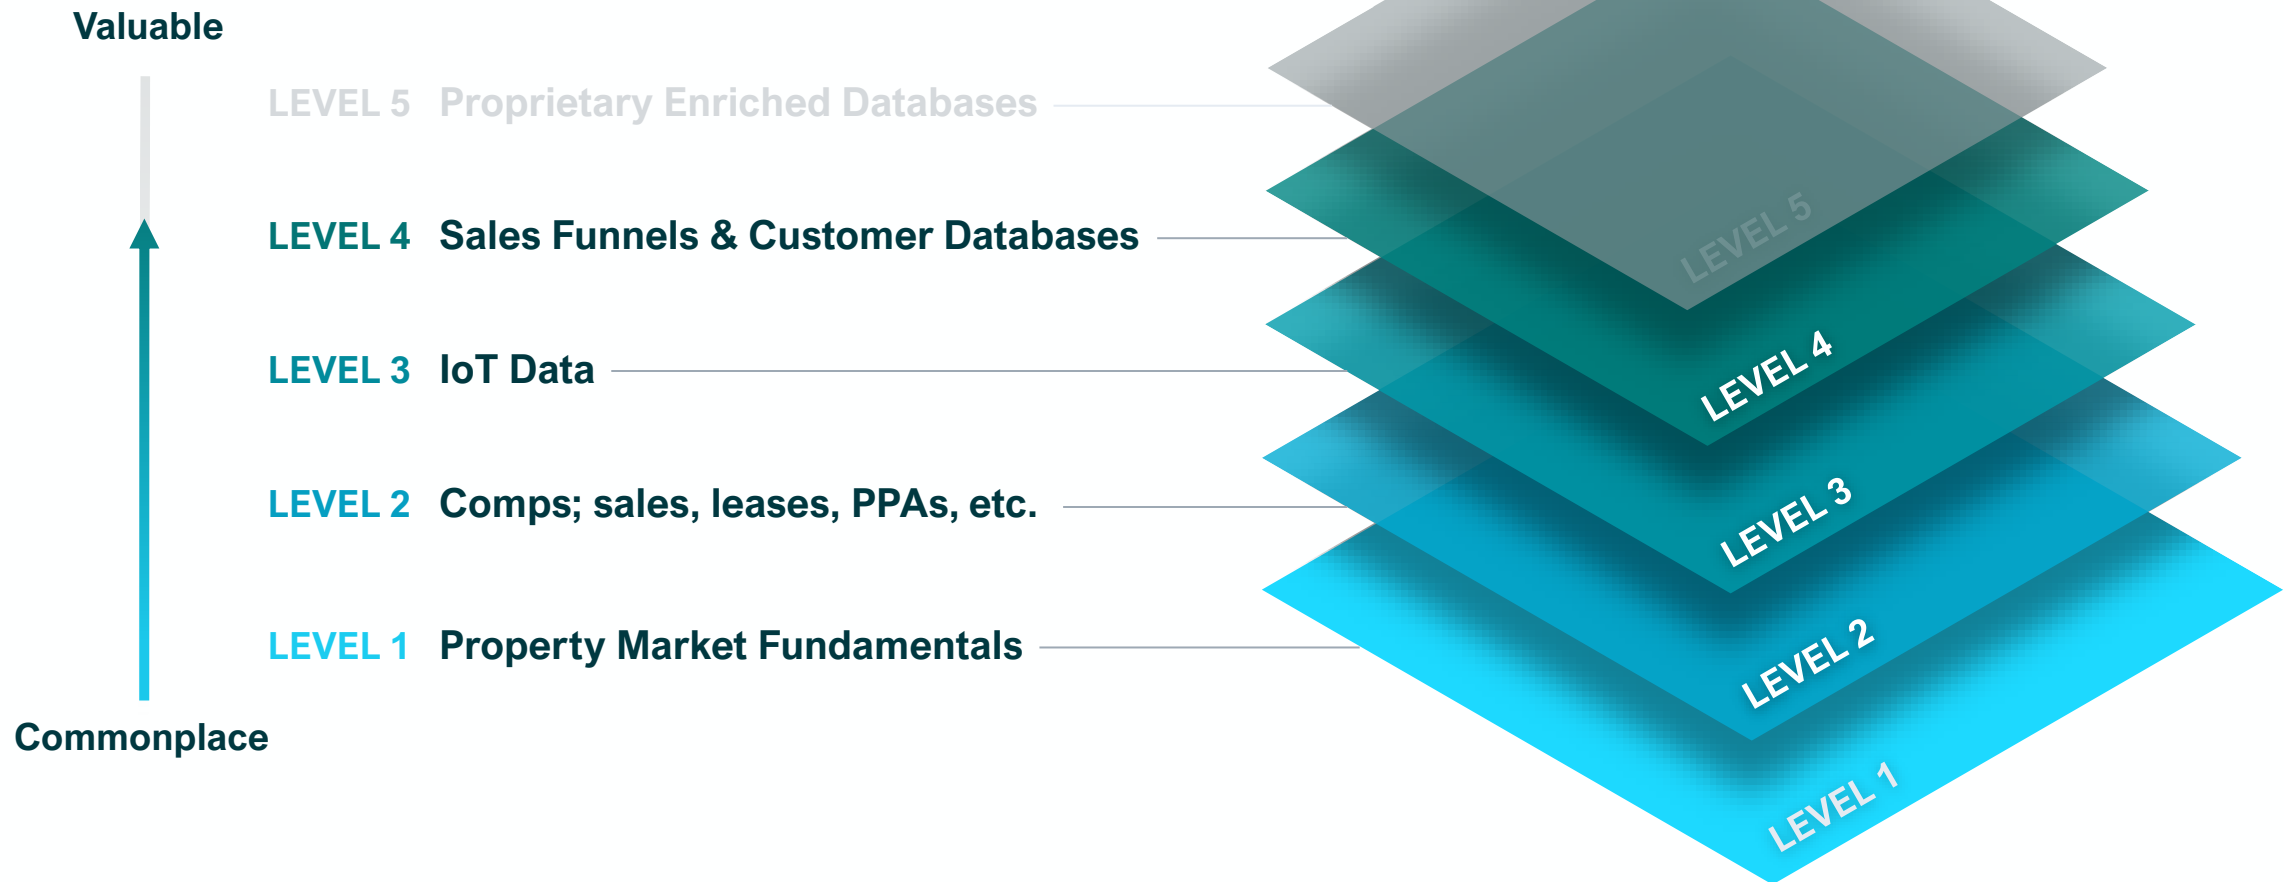 Valuable
LEVEL 5 Proprietary Enriched Databases
LEVEL 4 Sales Funnels & Customer Databases
LEVEL 3 IoT Data
LEVEL 2 Comps; sales, leases, PPAs, etc.
LEVEL 1 Property Market Fundamentals
Commonplace
LEVEL 5
LEVEL 4
LEVEL 3
LEVEL 2
LEVEL 1